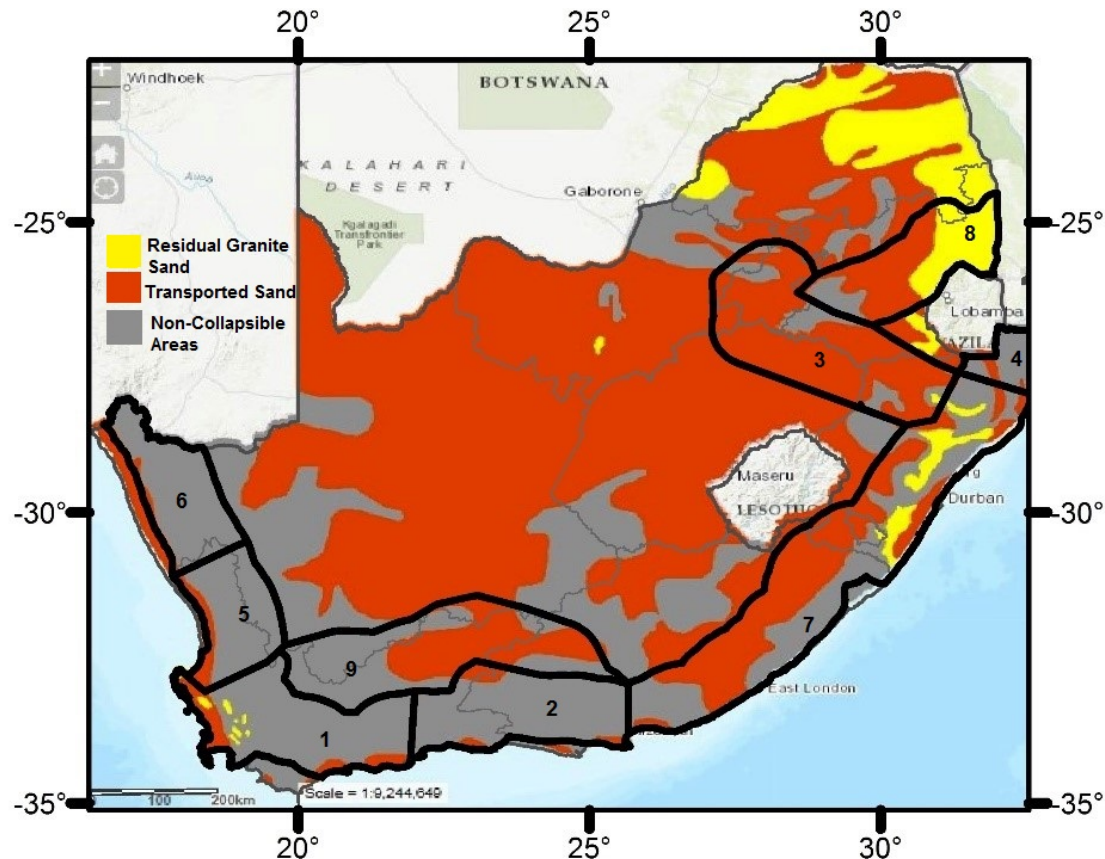 20° 25° 30°
Windhoek
BOTSWANA
KALAHARI
DESERT
Gaborone
Kgalagadi
Transfrontier
Park
-25° -25°
8
Residual Granite
Sand
Transported Sand
Non-Collapsible
Areas
Lobamba
AZILA
3
4
Maseru
LESOTHO
Durban
6
-30° -30°
5
7
9
East London
2
1
Scale = 1:9,244,649
100 200km
-35° -35°
20° 25° 30°